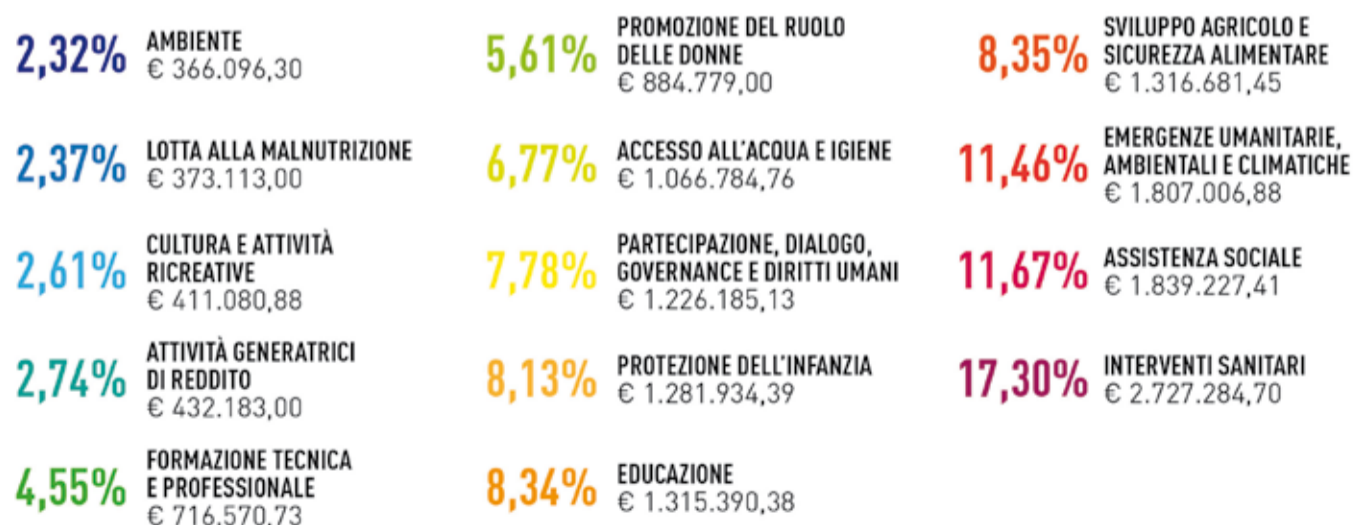 2,32%
AMBIENTE
€ 366.096,30
2,37%
LOTTA ALLA MALNUTRIZIONE
€ 373.113,00
2,61%
CULTURA E ATTIVITÀ
RICREATIVE
€ 411.080,88
2,74%
ATTIVITÀ GENERATRICI
DI REDDITO
€ 432.183,00
4,55%
FORMAZIONE TECNICA
E PROFESSIONALE
€ 716.570,73
5,61%
PROMOZIONE DEL RUOLO
DELLE DONNE
€ 884.779,00
6,77%
ACCESSO ALL'ACQUA E IGIENE
€ 1.066.784,76
7,78%
PARTECIPAZIONE, DIALOGO,
GOVERNANCE E DIRITTI UMANI
€ 1.226.185,13
8,13%
PROTEZIONE DELL'INFANZIA
€ 1.281.934,39
8,34%
EDUCAZIONE
€ 1.315.390,38
8,35%
SVILUPPO AGRICOLO E
SICUREZZA ALIMENTARE
€ 1.316.681,45
11,46%
EMERGENZE UMANITARIE,
AMBIENTALI E CLIMATICHE
€ 1.807.006,88
11,67%
ASSISTENZA SOCIALE
€ 1.839.227,41
17,30%
INTERVENTI SANITARI
€ 2.727.284,70